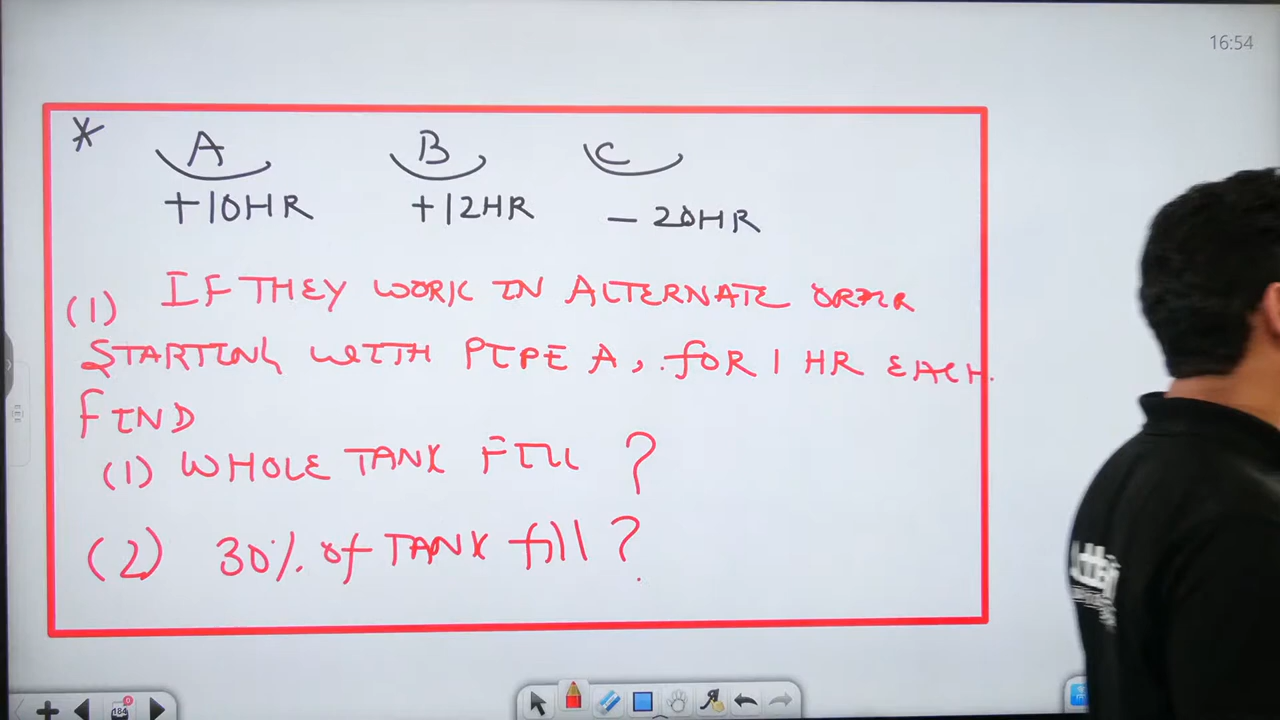 16:54
* A B C
+10HR +12HR - 20HR
(1) IF THEY WORK IN ALTERNATE ORDER
STARTING WITH PIPE A, for 1 HR EACH.
FIND
(1) WHOLE TANK FILL ?
(2) 30% of TANK fill ?
184